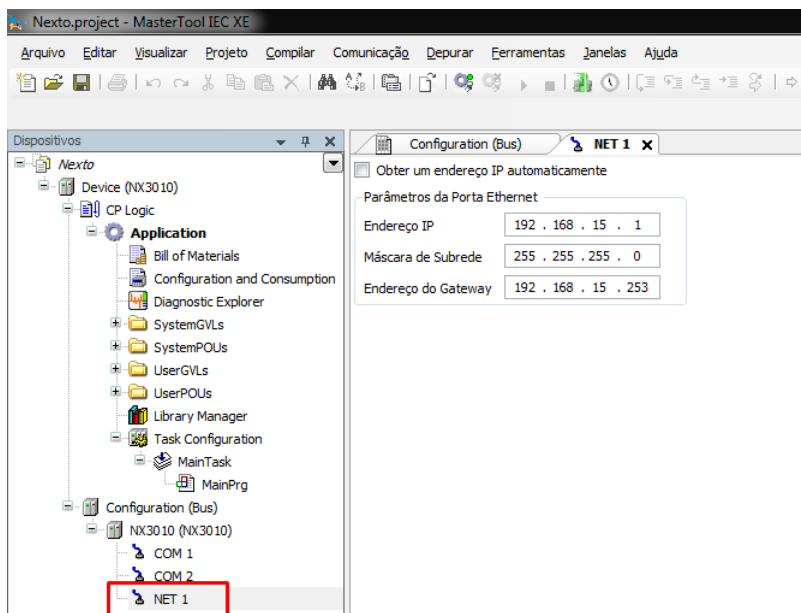 Nexto.project - MasterTool IEC XE
Arquivo Editar Visualizar Projeto Compilar Comunicação Depurar Ferramentas Janelas Ajuda
Dispositivos
Nexto
Device (NX3010)
CP Logic
Application
Bill of Materials
Configuration and Consumption
Diagnostic Explorer
SystemGVLs
SystemPOUs
UserGVLs
UserPOUs
Library Manager
Task Configuration
MainTask
MainPrg
Configuration (Bus)
NX3010 (NX3010)
COM 1
COM 2
NET 1
Configuration (Bus) NET 1
Obter um endereço IP automaticamente
Parâmetros da Porta Ethernet
Endereço IP 192 . 168 . 15 . 1
Máscara de Subrede 255 . 255 . 255 . 0
Endereço do Gateway 192 . 168 . 15 . 253